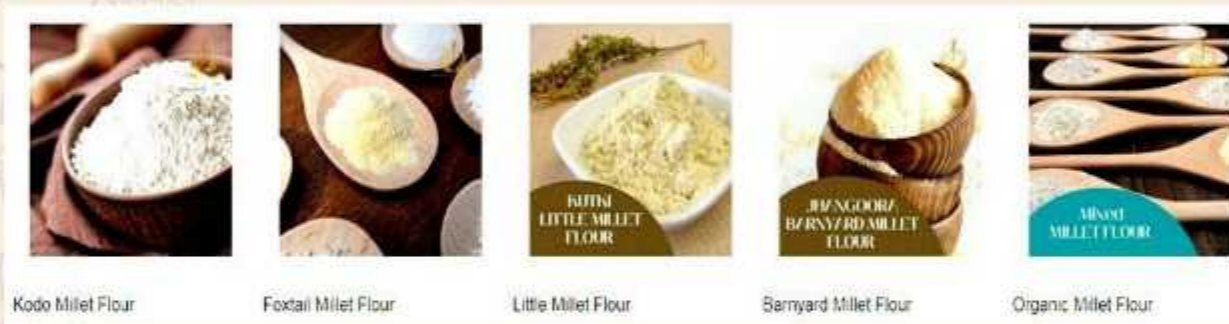 KUTKI
LITTLE MILLET
FLOUR
JHANGOORA
BARNYARD MILLET
FLOUR
Mixed
MILLET FLOUR
Kodo Millet Flour
Foxtail Millet Flour
Little Millet Flour
Barnyard Millet Flour
Organic Millet Flour